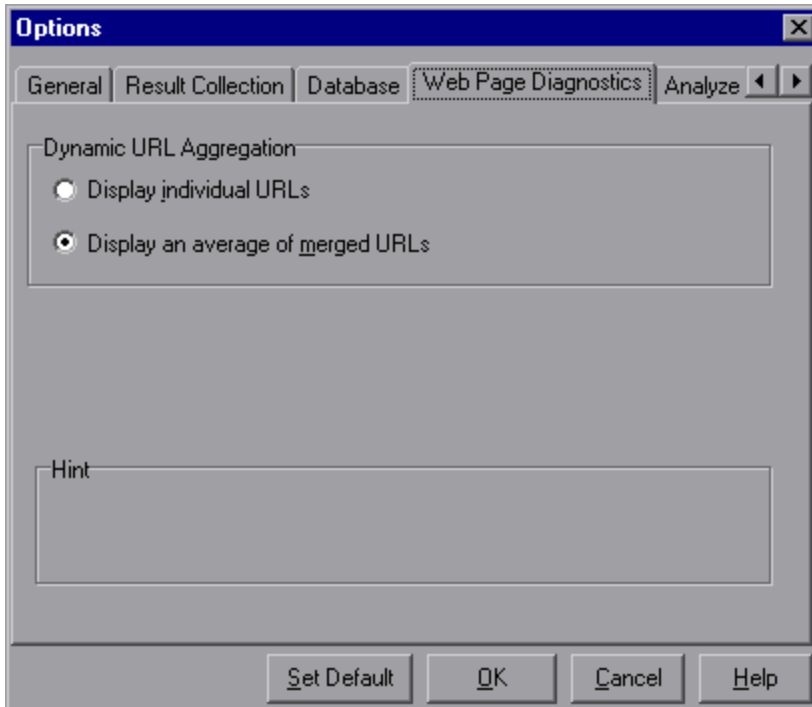 Options
General Result Collection Database Web Page Diagnostics Analyze
Dynamic URL Aggregation
Display individual URLs
Display an average of merged URLs
Hint
Set Default OK Cancel Help